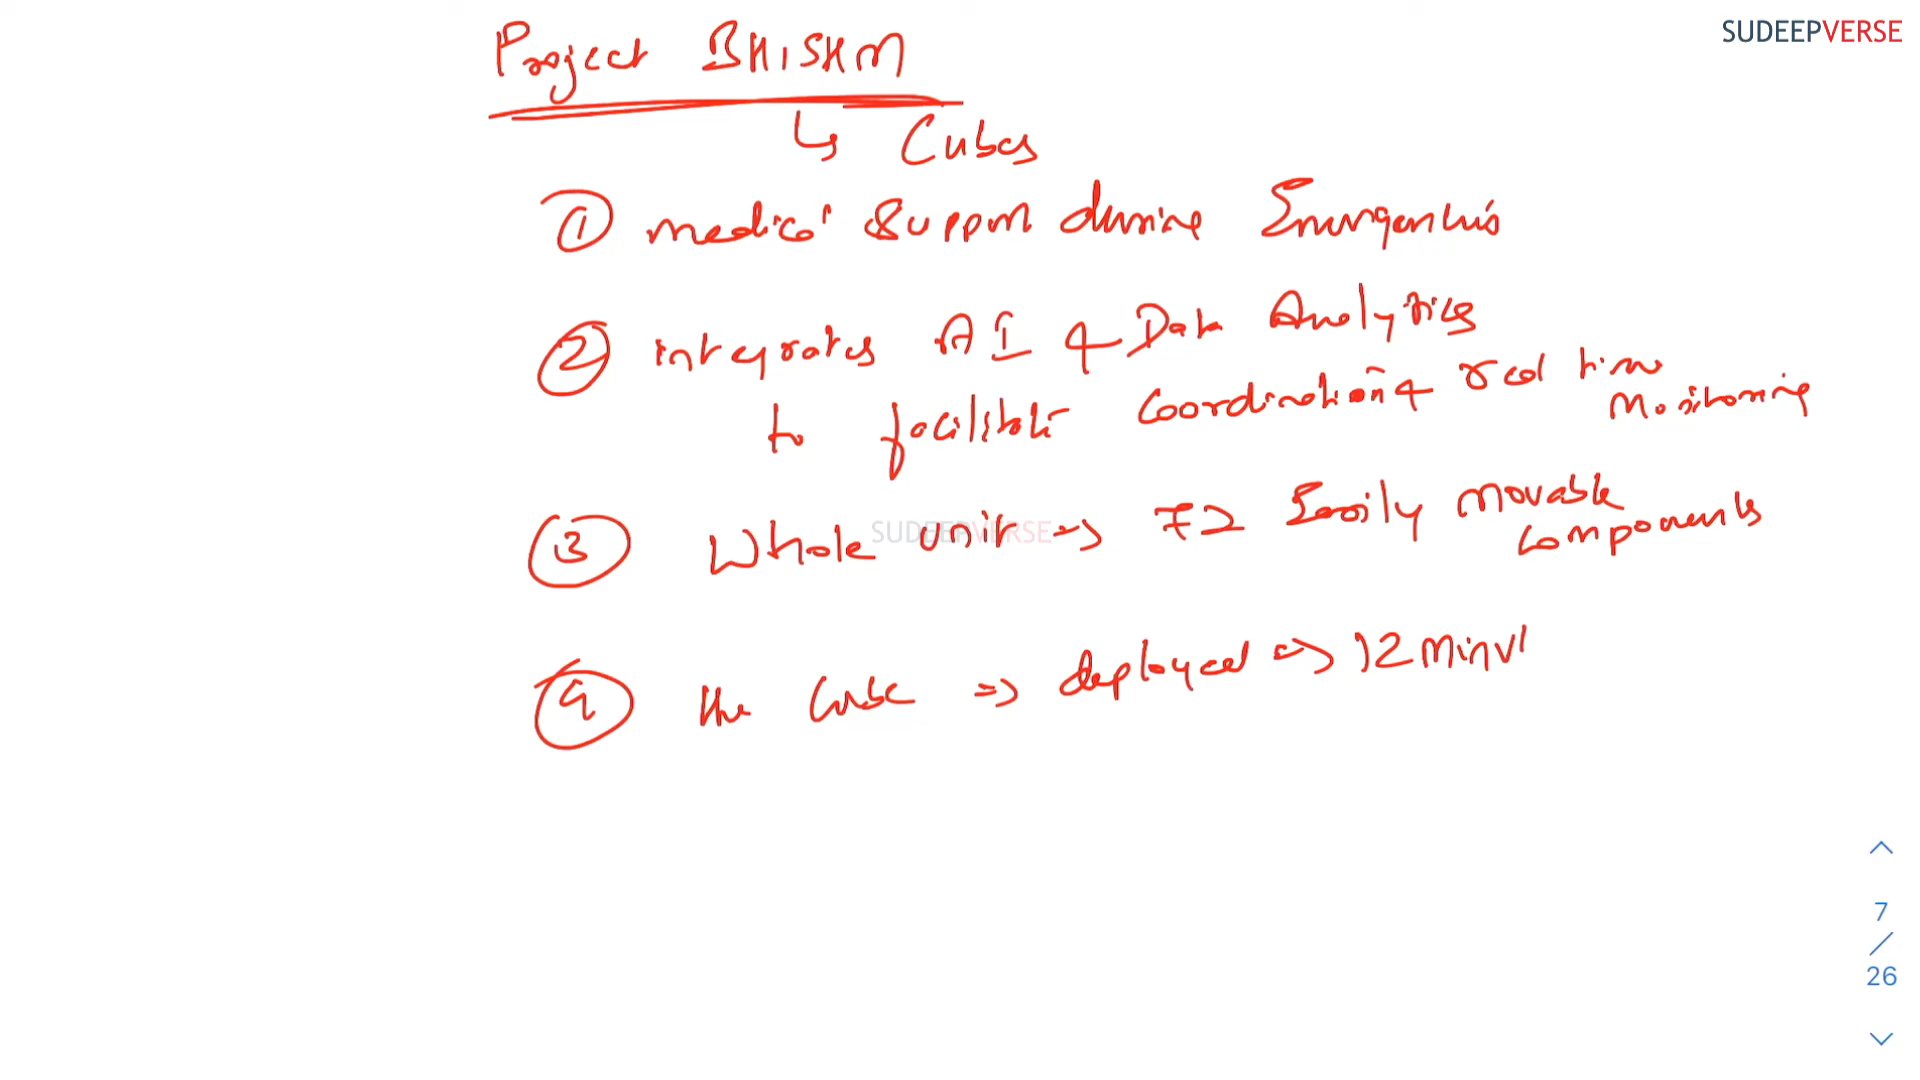 Project BHISHM
SUDEEPVERSE
↳ Cubes
① Medical Support during Emergencies
② integrates AI & Data Analytics
to facilitate Coordination & real time
Monitoring
③ Whole unit => 72 Easily Movable
Components
SUDEEPVERSE
④ the Cube => deployed => 12 Minu
7
/
26